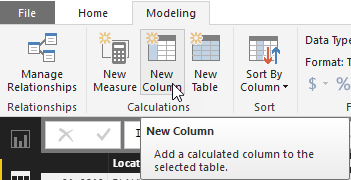 File Home Modeling
Manage Relationships
New Measure
New Column
New Table
Sort By Column
Data Type
Format: T
$ %
Relationships Calculations Sort
New Column
Add a calculated column to the
selected table.
Locat